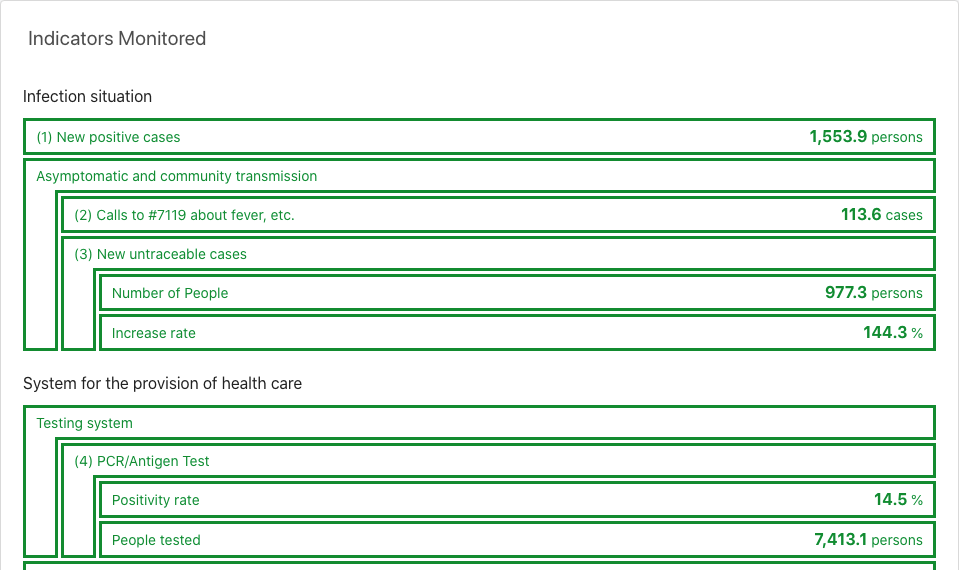 Indicators Monitored
Infection situation
(1) New positive cases 1,553.9 persons
Asymptomatic and community transmission
(2) Calls to #7119 about fever, etc. 113.6 cases
(3) New untraceable cases
Number of People 977.3 persons
Increase rate 144.3 %
System for the provision of health care
Testing system
(4) PCR/Antigen Test
Positivity rate 14.5 %
People tested 7,413.1 persons